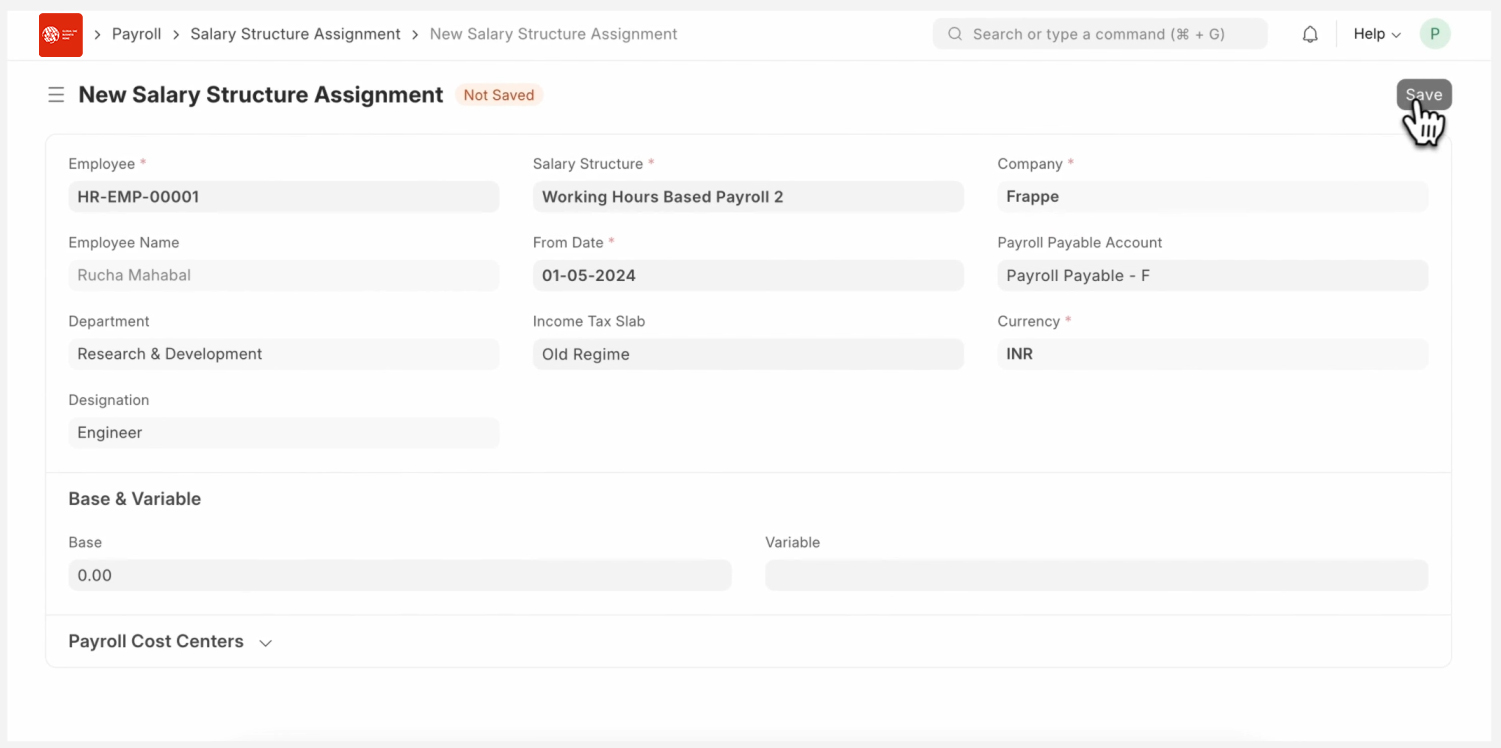 Payroll > Salary Structure Assignment > New Salary Structure Assignment
Search or type a command (⌘ + G)
Help
P
New Salary Structure Assignment
Not Saved
Save
Employee *
HR-EMP-00001
Salary Structure *
Working Hours Based Payroll 2
Company *
Frappe
Employee Name
Rucha Mahabal
From Date *
01-05-2024
Payroll Payable Account
Payroll Payable - F
Department
Research & Development
Income Tax Slab
Old Regime
Currency *
INR
Designation
Engineer
Base & Variable
Base
0.00
Variable
Payroll Cost Centers